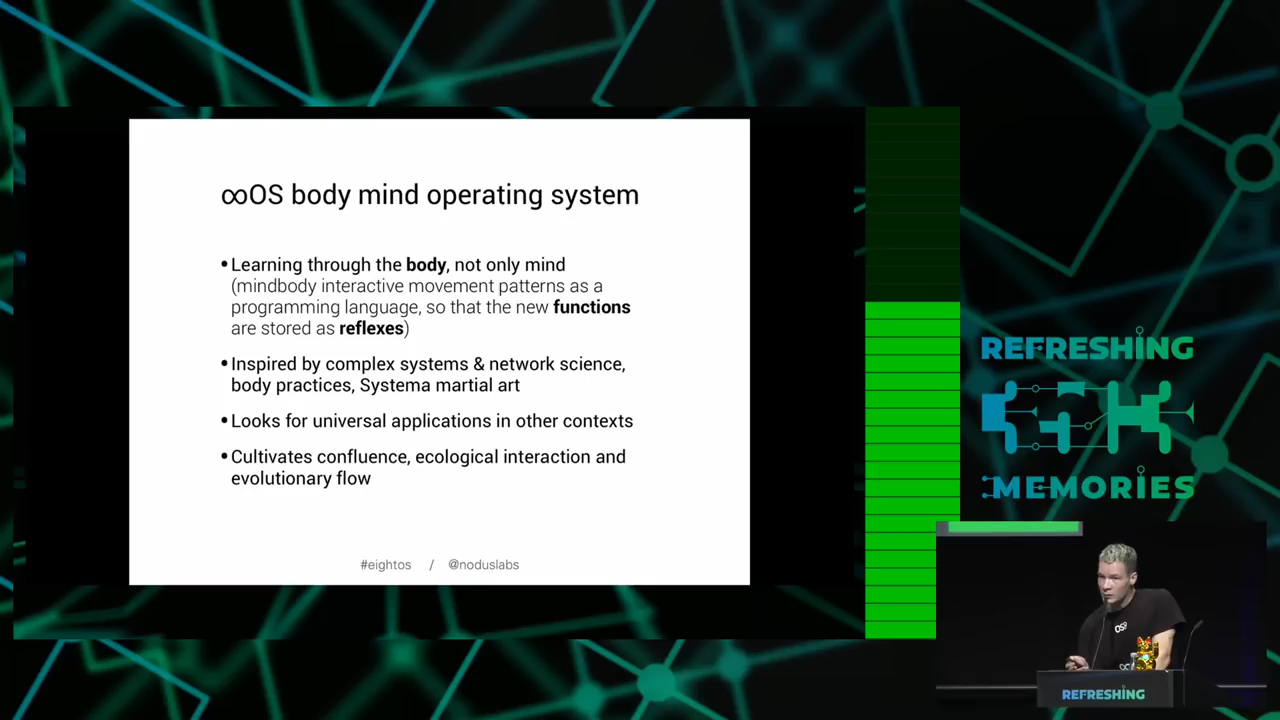 ∞OS body mind operating system
•Learning through the body, not only mind
(mindbody interactive movement patterns as a
programming language, so that the new functions
are stored as reflexes)
•Inspired by complex systems & network science,
body practices, Systema martial art
•Looks for universal applications in other contexts
•Cultivates confluence, ecological interaction and
evolutionary flow
#eightos / @noduslabs
REFRESHING
MEMORIES
REFRESHING